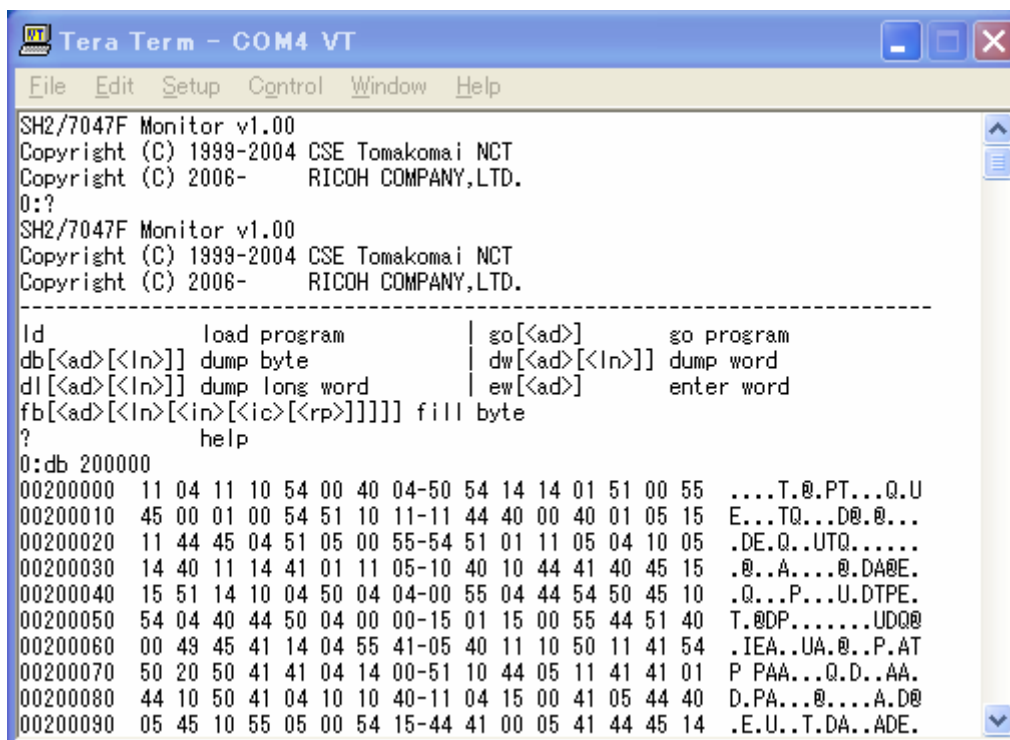 Tera Term - COM4 VT
File Edit Setup Control Window Help
SH2/7047F Monitor v1.00
Copyright (C) 1999-2004 CSE Tomakomai NCT
Copyright (C) 2006-     RICOH COMPANY,LTD.
0:?
SH2/7047F Monitor v1.00
Copyright (C) 1999-2004 CSE Tomakomai NCT
Copyright (C) 2006-     RICOH COMPANY,LTD.
----------------------------------------------------------------------------
ld             load program          | go[<ad>]       go program
db[<ad>[<ln>]] dump byte             | dw[<ad>[<ln>]] dump word
dl[<ad>[<ln>]] dump long word        | ew[<ad>]       enter word
fb[<ad>[<ln>[<in>[<ic>[<rp>]]]]] fill byte
?              help
0:db 200000
00200000  11 04 11 10 54 00 40 04-50 54 14 14 01 51 00 55  ....T.@.PT...Q.U
00200010  45 00 01 00 54 51 10 11-11 44 40 00 40 01 05 15  E...TQ...D@.@...
00200020  11 44 45 04 51 05 00 55-54 51 01 11 05 04 10 05  .DE.Q..UTQ......
00200030  14 40 11 14 41 01 11 05-10 40 10 44 41 40 45 15  .@..A....@.DA@E.
00200040  15 51 14 10 04 50 04 04-00 55 04 44 54 50 45 10  .Q...P...U.DTPE.
00200050  54 04 40 44 50 04 00 00-15 01 15 00 55 44 51 40  T.@DP.......UDQ@
00200060  00 49 45 41 14 04 55 41-05 40 11 10 50 11 41 54  .IEA..UA.@..P.AT
00200070  50 20 50 41 41 04 14 00-51 10 44 05 11 41 41 01  P PAA...Q.D..AA.
00200080  44 10 50 41 04 10 10 40-11 04 15 00 41 05 44 40  D.PA...@....A.D@
00200090  05 45 10 55 05 00 54 15-44 41 00 05 41 44 45 14  .E.U..T.DA..ADE.